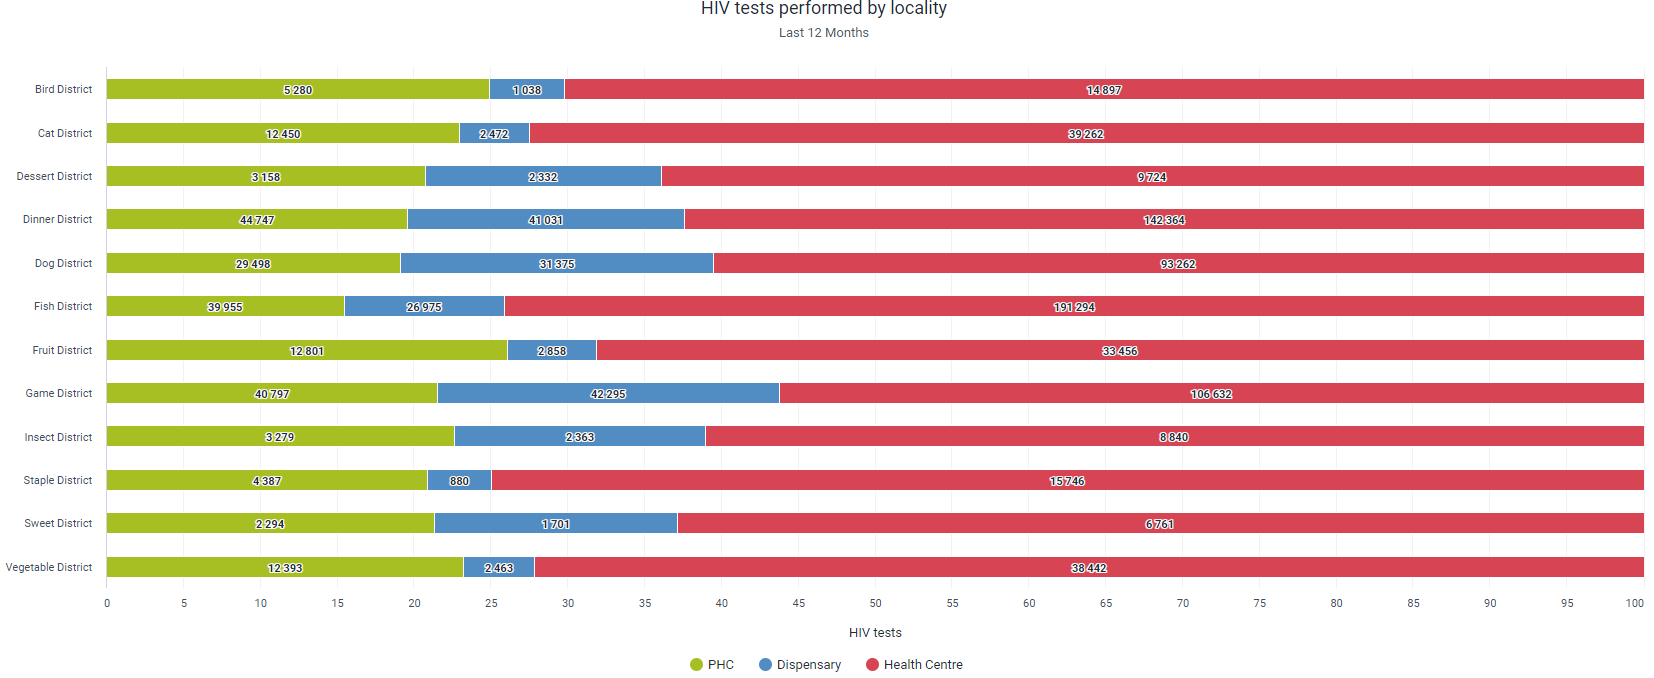 HIV tests performed by locality
Last 12 Months
Bird District 5 280 1 038 14 897
Cat District 12 450 2 472 39 262
Dessert District 3 158 2 332 9 724
Dinner District 44 747 41 031 142 364
Dog District 29 498 31 375 93 262
Fish District 39 955 26 975 191 294
Fruit District 12 801 2 858 33 456
Game District 40 797 42 295 106 632
Insect District 3 279 2 363 8 840
Staple District 4 387 880 15 746
Sweet District 2 294 1 701 6 761
Vegetable District 12 393 2 463 38 442
0 5 10 15 20 25 30 35 40 45 50 55 60 65 70 75 80 85 90 95 100
HIV tests
PHC Dispensary Health Centre